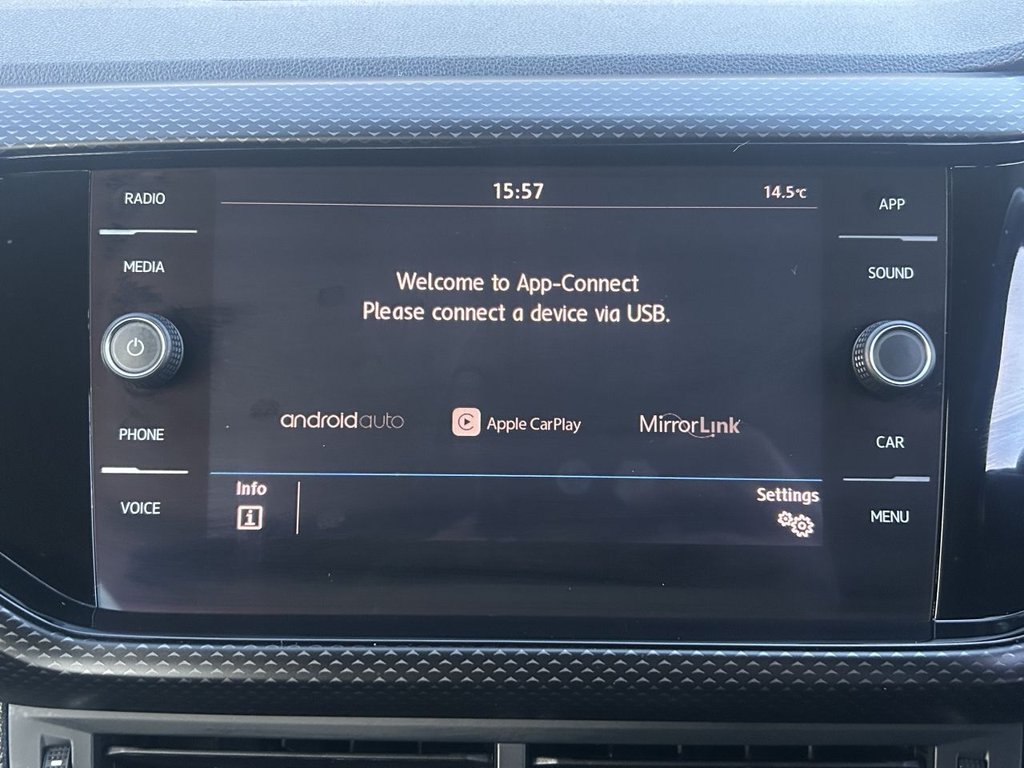 RADIO
MEDIA
PHONE
VOICE
15:57
14.5°C
Welcome to App-Connect
Please connect a device via USB.
androidauto
Apple CarPlay
MirrorLink
Info
Settings
APP
SOUND
CAR
MENU